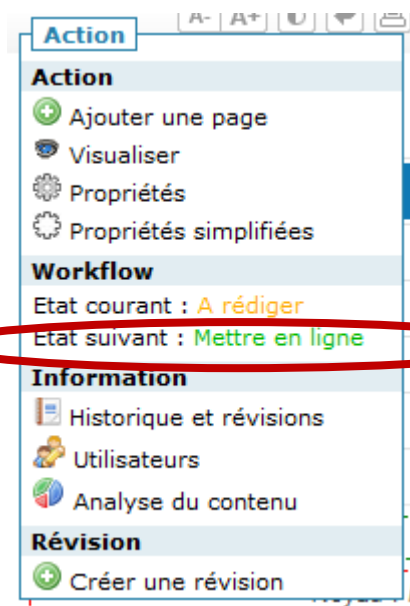 A- A+
Action
Action
Ajouter une page
Visualiser
Propriétés
Propriétés simplifiées
Workflow
Etat courant : A rédiger
Etat suivant : Mettre en ligne
Information
Historique et révisions
Utilisateurs
Analyse du contenu
Révision
Créer une révision